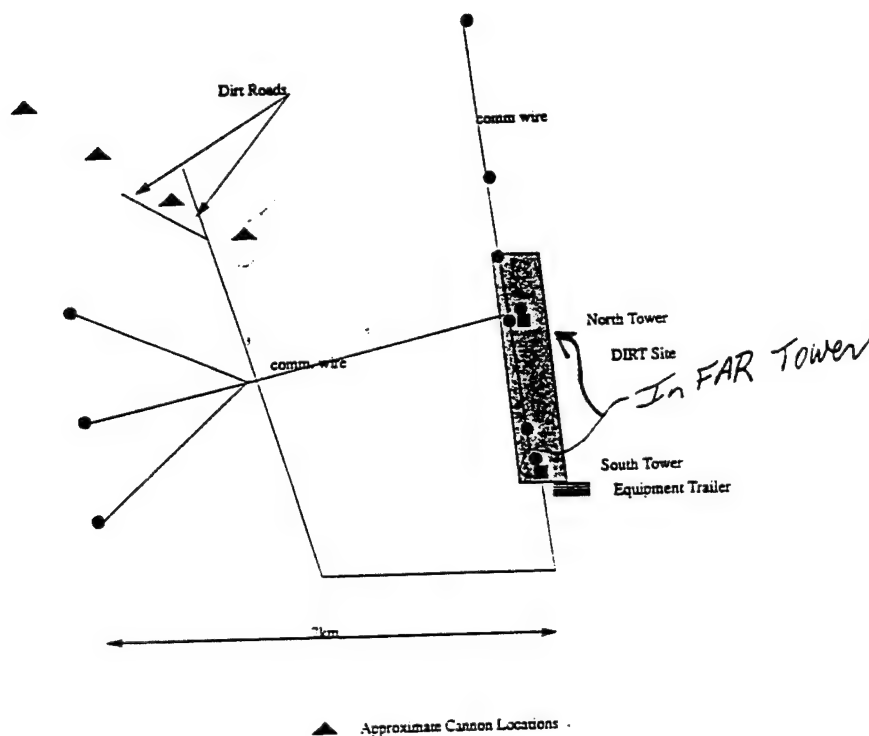 Dirt Roads
comm wire
North Tower
DIRT Site
In FAR Tower
comm. wire
South Tower
Equipment Trailer
Approximate Cannon Locations